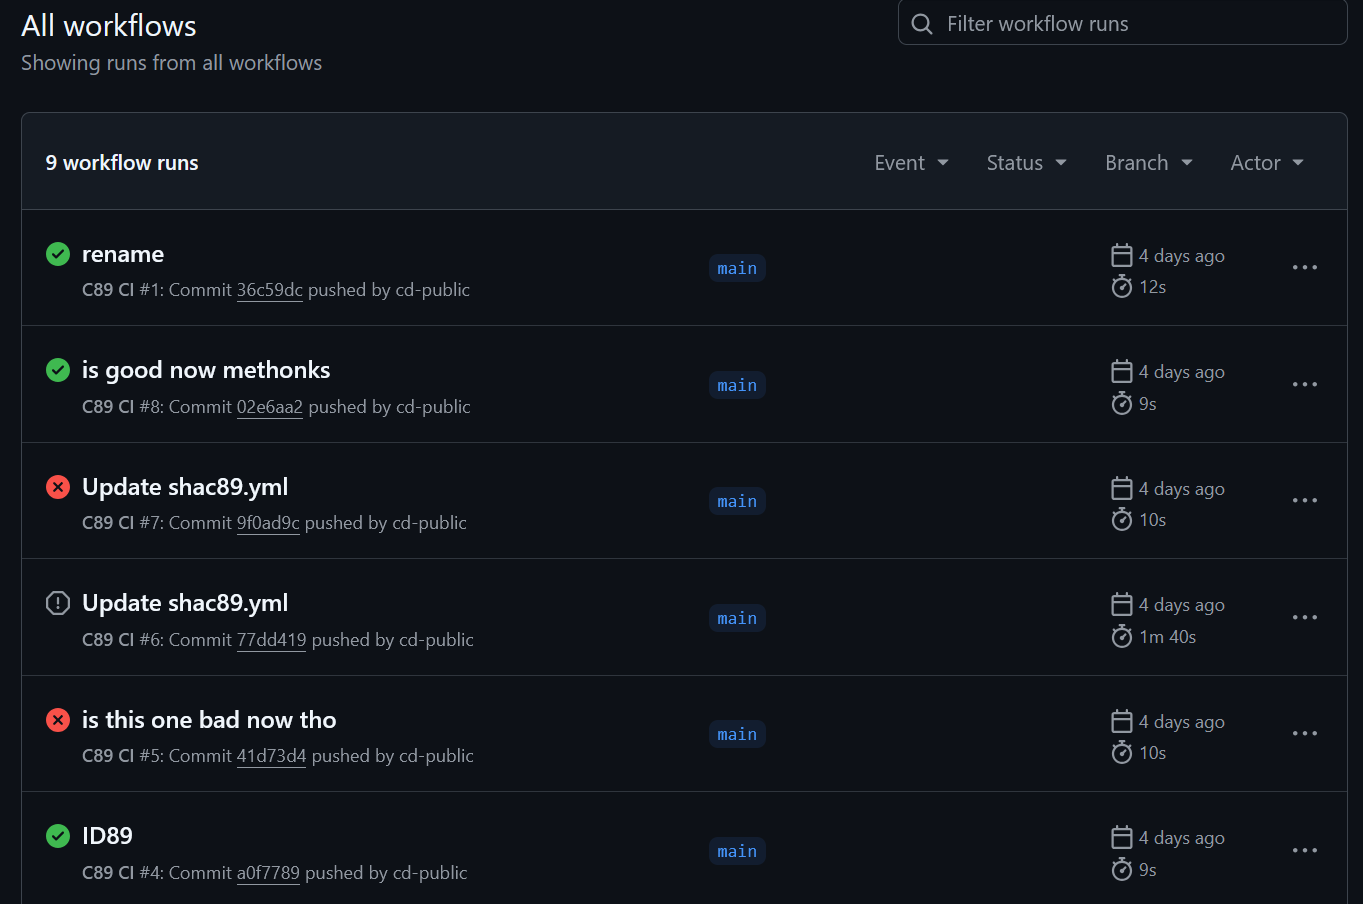 All workflows
Filter workflow runs
Showing runs from all workflows
9 workflow runs
Event
Status
Branch
Actor
rename
C89 CI #1: Commit 36c59dc pushed by cd-public
main
4 days ago
12s
is good now methonks
C89 CI #8: Commit 02e6aa2 pushed by cd-public
main
4 days ago
9s
Update shac89.yml
C89 CI #7: Commit 9f0ad9c pushed by cd-public
main
4 days ago
10s
Update shac89.yml
C89 CI #6: Commit 77dd419 pushed by cd-public
main
4 days ago
1m 40s
is this one bad now tho
C89 CI #5: Commit 41d73d4 pushed by cd-public
main
4 days ago
10s
ID89
C89 CI #4: Commit a0f7789 pushed by cd-public
main
4 days ago
9s